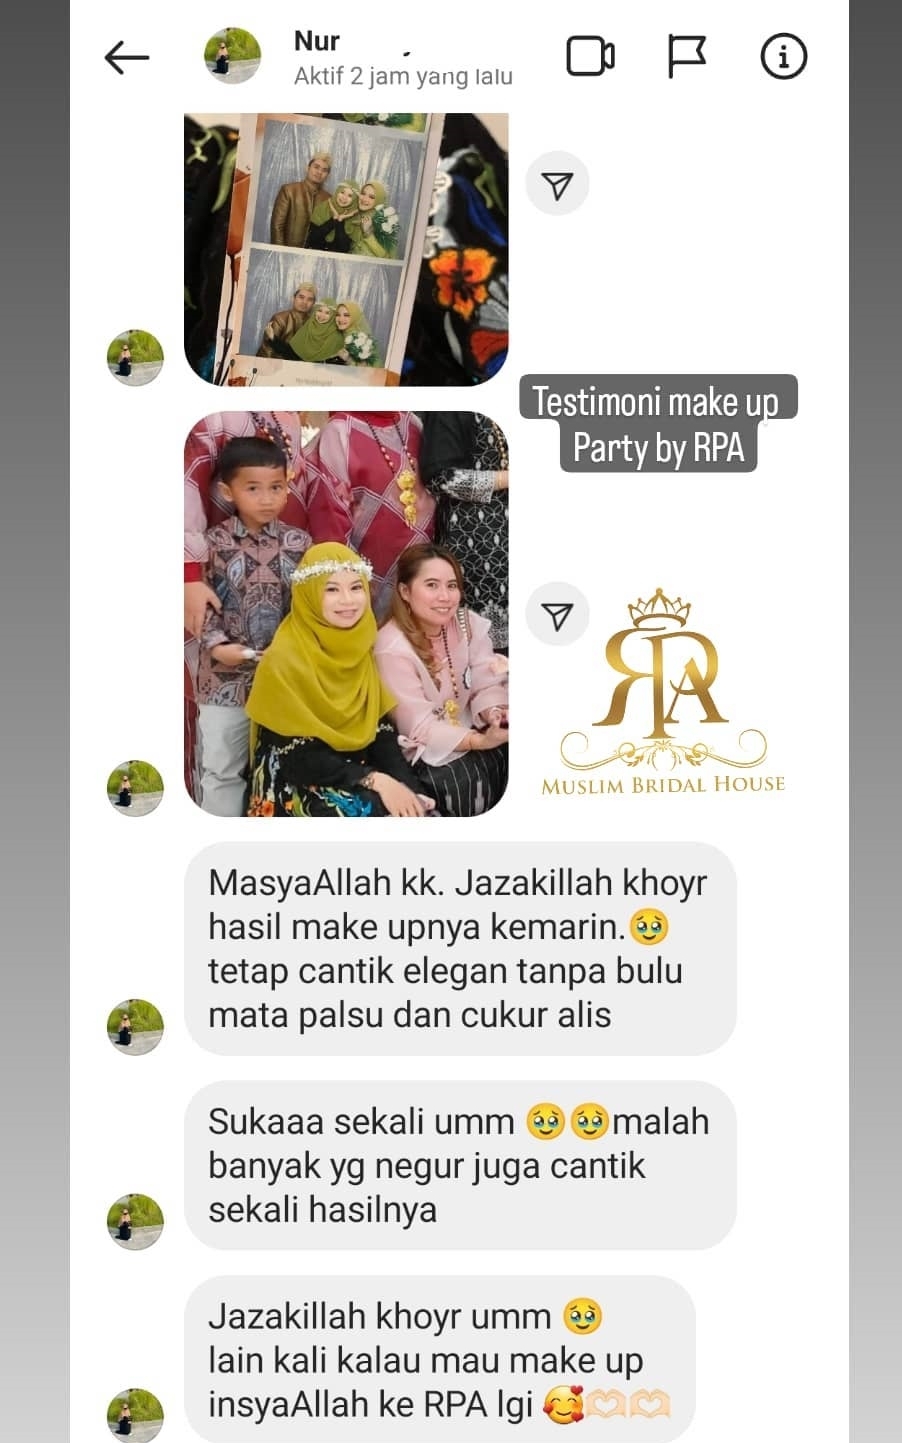 Nur
Aktif 2 jam yang lalu
Testimoni make up
Party by RPA
RPA
MUSLIM BRIDAL HOUSE
MasyaAllah kk. Jazakillah khoyr
hasil make upnya kemarin.🥹
tetap cantik elegan tanpa bulu
mata palsu dan cukur alis
Sukaaa sekali umm 🥹🥹malah
banyak yg negur juga cantik
sekali hasilnya
Jazakillah khoyr umm 🥹
lain kali kalau mau make up
insyaAllah ke RPA lgi 🥰🫶🏻🫶🏻